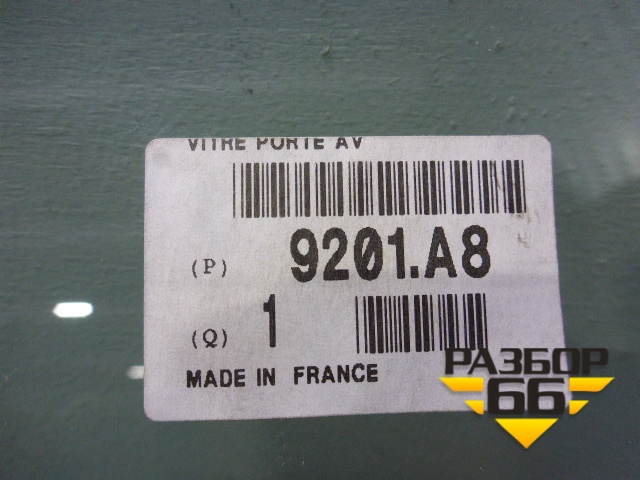 VITRE PORTE AV
(P) 9201.A8
(Q) 1
MADE IN FRANCE
РАЗБОР
66